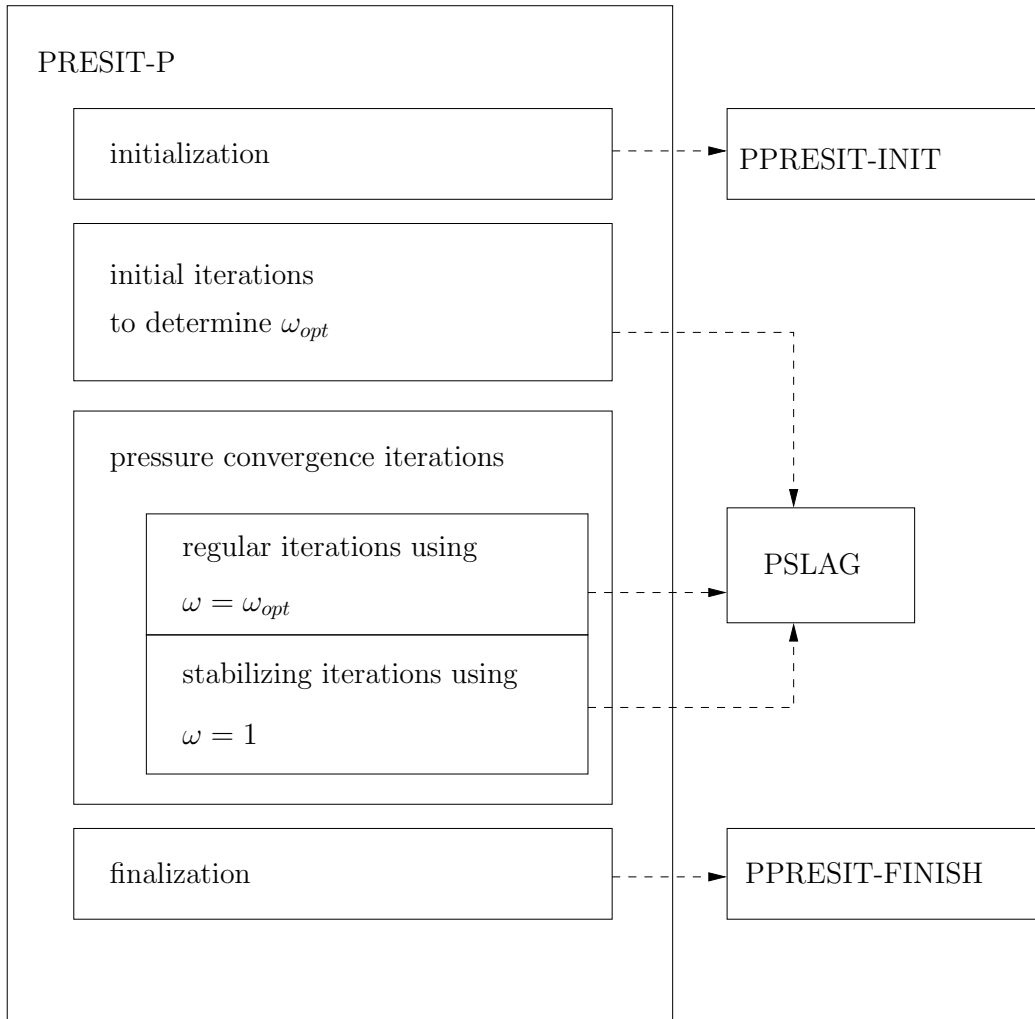 PRESIT-P
initialization
PPRESIT-INIT
initial iterations
to determine ω_opt
pressure convergence iterations
regular iterations using
ω = ω_opt
PSLAG
stabilizing iterations using
ω = 1
finalization
PPRESIT-FINISH